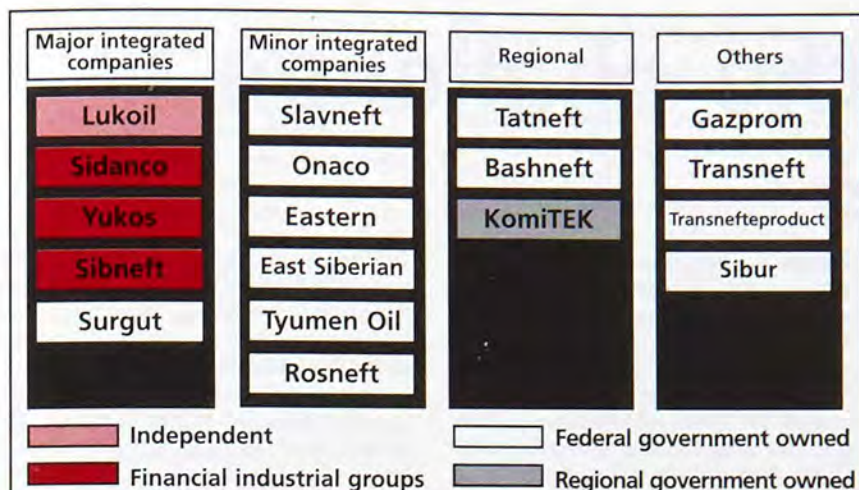 Major integrated
companies
Lukoil
Sidanco
Yukos
Sibneft
Surgut
Minor integrated
companies
Slavneft
Onaco
Eastern
East Siberian
Tyumen Oil
Rosneft
Regional
Tatneft
Bashneft
KomiTEK
Others
Gazprom
Transneft
Transnefteproduct
Sibur
Independent
Financial industrial groups
Federal government owned
Regional government owned